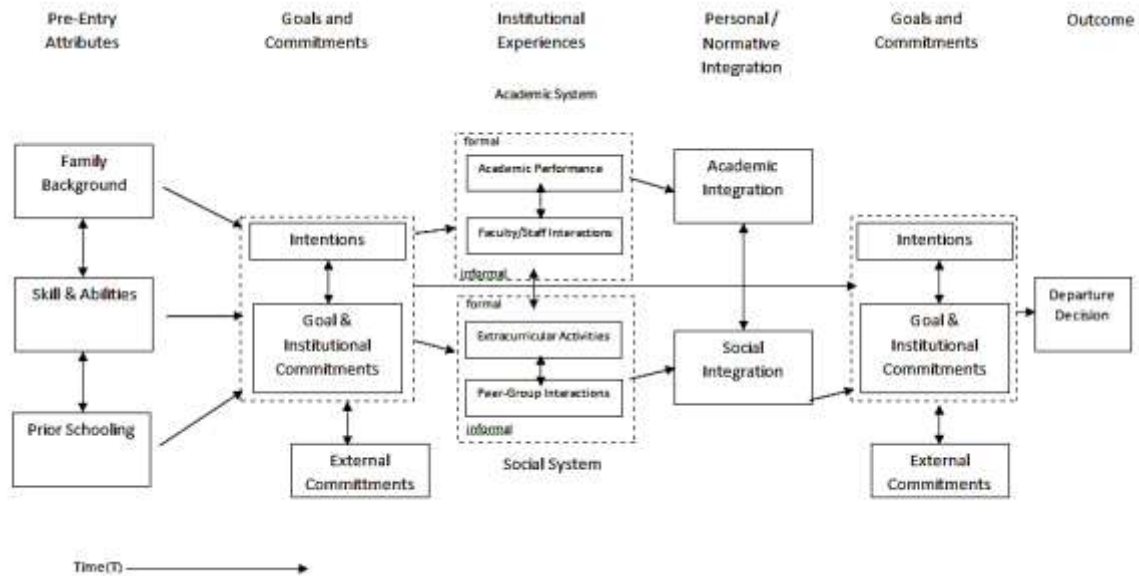 Pre-Entry
Attributes
Goals and
Commitments
Institutional
Experiences
Personal /
Normative
Integration
Goals and
Commitments
Outcome
Academic System
Family
Background
Skill & Abilities
Prior Schooling
Intentions
Goal &
Institutional
Commitments
External
Committments
formal
Academic Performance
Faculty/Staff Interactions
informal
formal
Extracurricular Activities
Peer-Group Interactions
informal
Social System
Academic
Integration
Social
Integration
Intentions
Goal &
Institutional
Commitments
External
Commitments
Departure
Decision
Time(T)